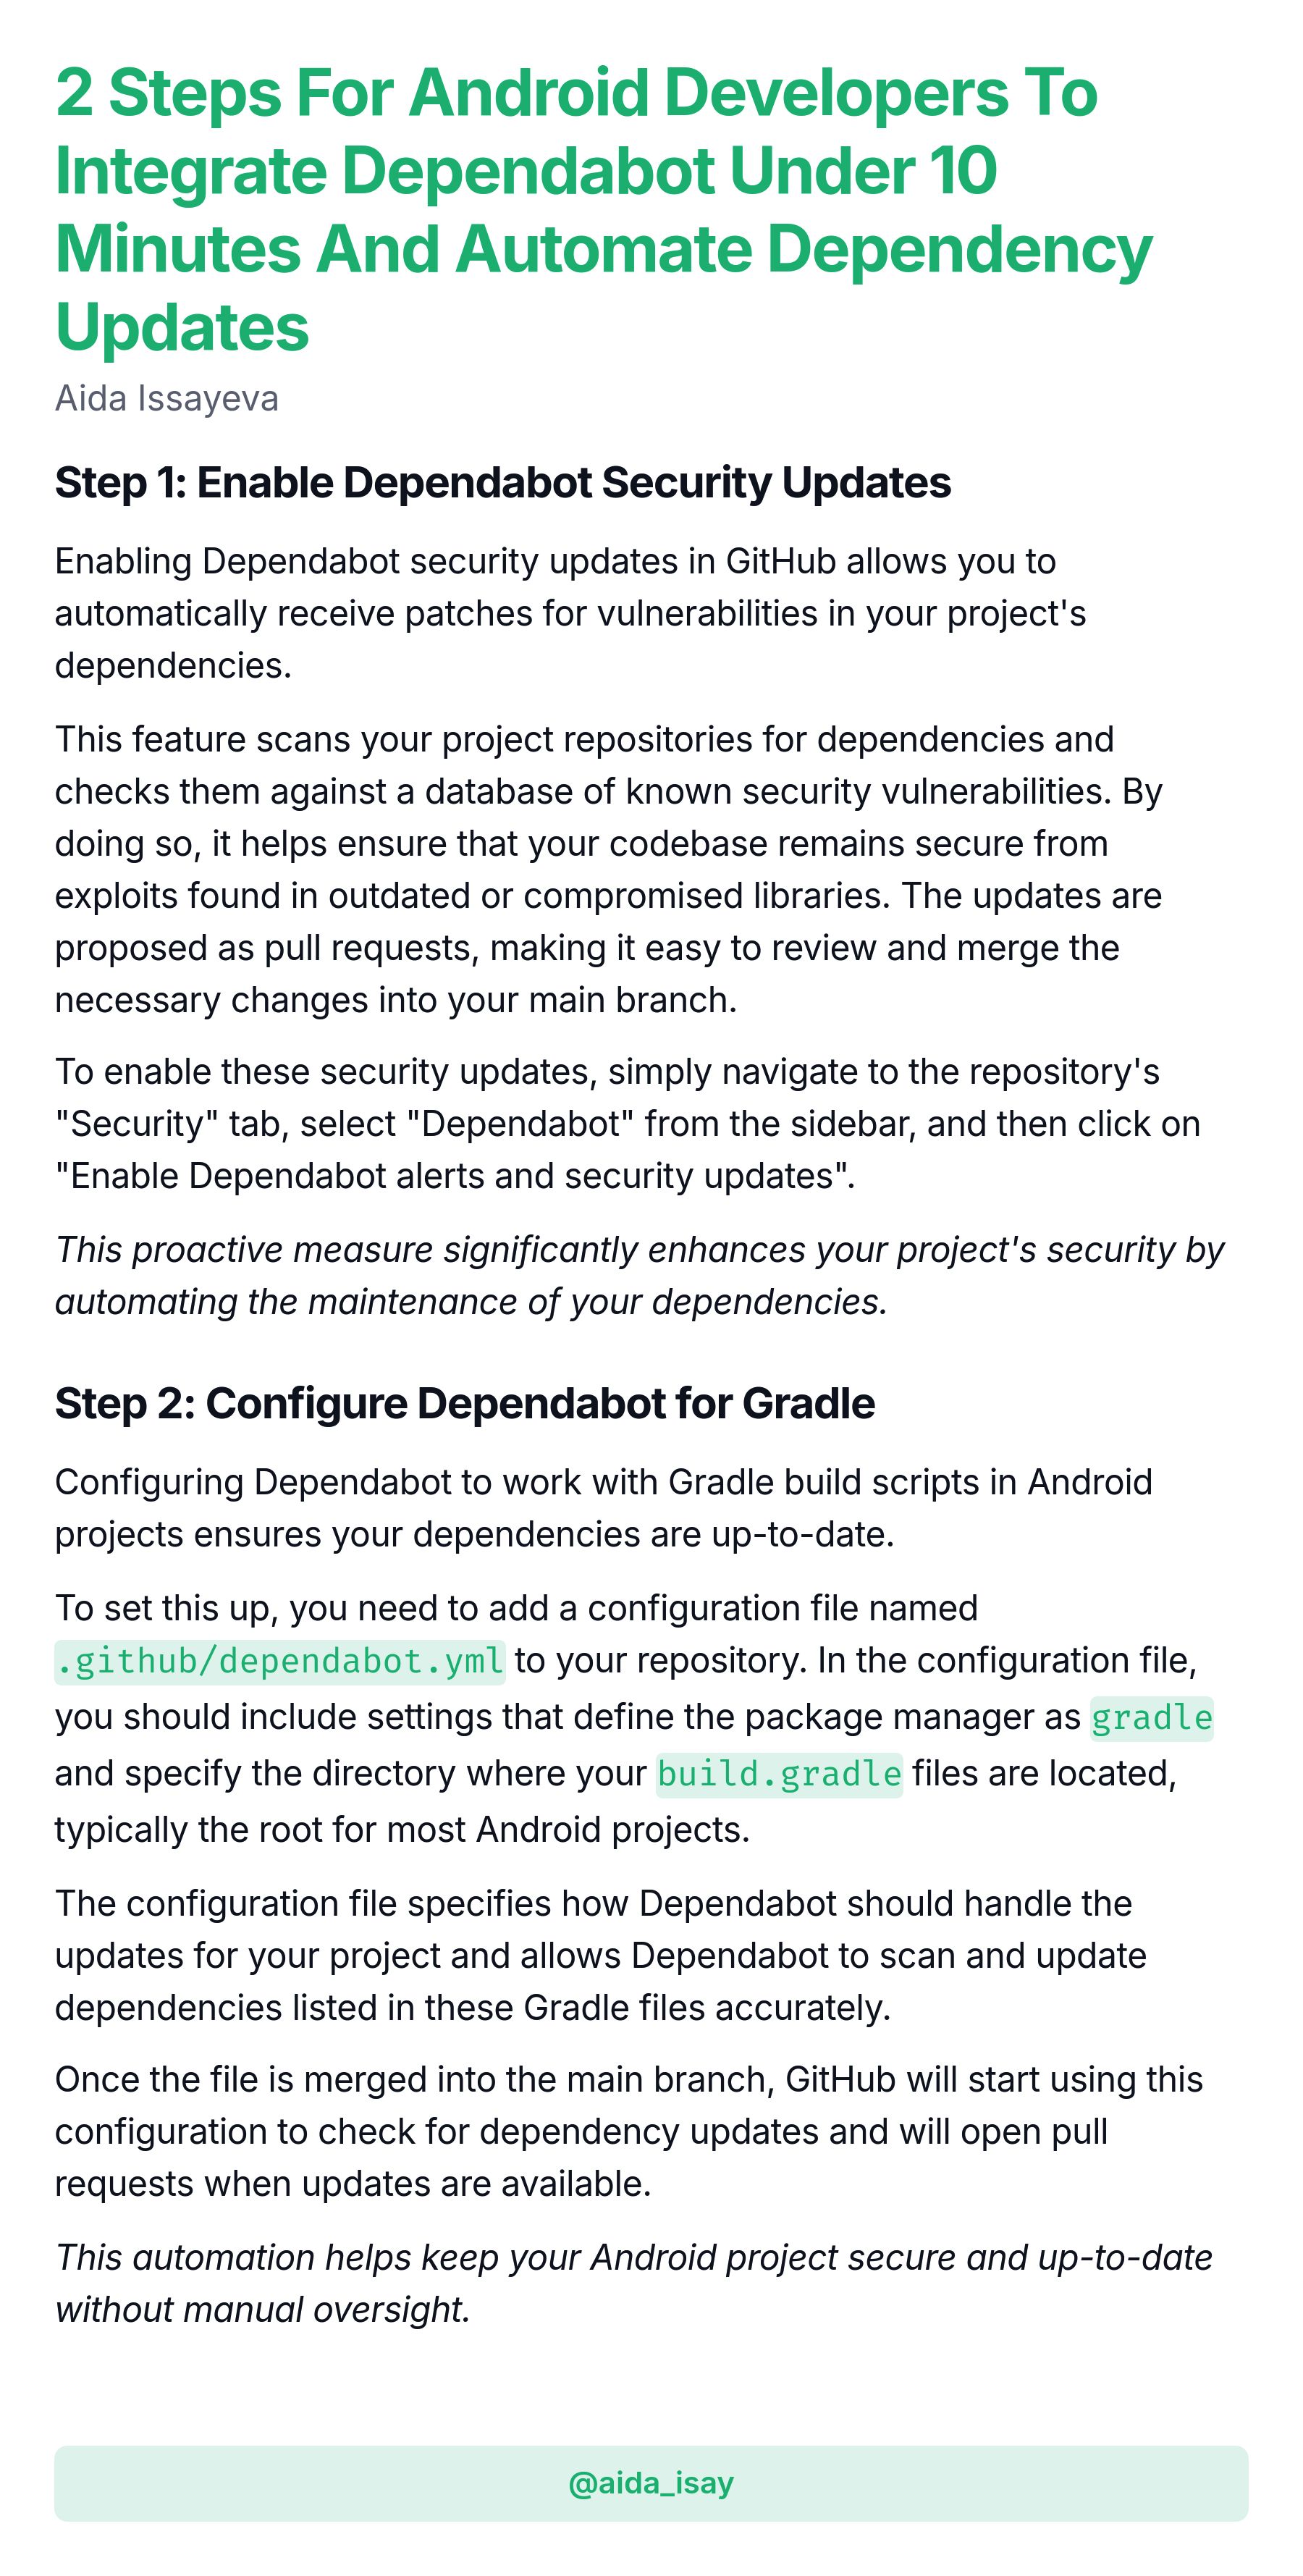 2 Steps For Android Developers To
Integrate Dependabot Under 10
Minutes And Automate Dependency
Updates
Aida Issayeva
Step 1: Enable Dependabot Security Updates
Enabling Dependabot security updates in GitHub allows you to
automatically receive patches for vulnerabilities in your project's
dependencies.
This feature scans your project repositories for dependencies and
checks them against a database of known security vulnerabilities. By
doing so, it helps ensure that your codebase remains secure from
exploits found in outdated or compromised libraries. The updates are
proposed as pull requests, making it easy to review and merge the
necessary changes into your main branch.
To enable these security updates, simply navigate to the repository's
"Security" tab, select "Dependabot" from the sidebar, and then click on
"Enable Dependabot alerts and security updates".
This proactive measure significantly enhances your project's security by
automating the maintenance of your dependencies.
Step 2: Configure Dependabot for Gradle
Configuring Dependabot to work with Gradle build scripts in Android
projects ensures your dependencies are up-to-date.
To set this up, you need to add a configuration file named
.github/dependabot.yml to your repository. In the configuration file,
you should include settings that define the package manager as gradle
and specify the directory where your build.gradle files are located,
typically the root for most Android projects.
The configuration file specifies how Dependabot should handle the
updates for your project and allows Dependabot to scan and update
dependencies listed in these Gradle files accurately.
Once the file is merged into the main branch, GitHub will start using this
configuration to check for dependency updates and will open pull
requests when updates are available.
This automation helps keep your Android project secure and up-to-date
without manual oversight.
@aida_isay